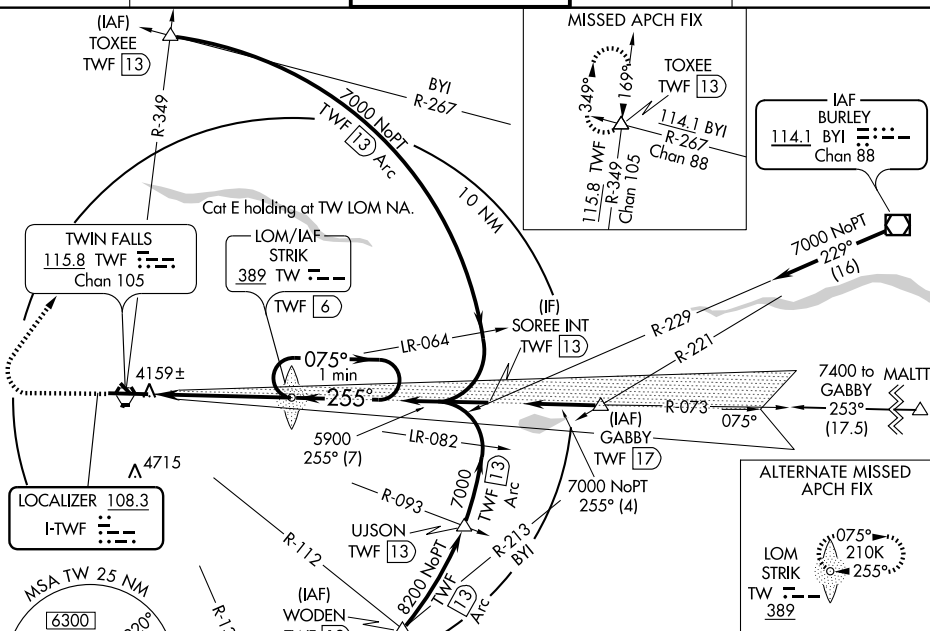 (IAF)
TOXEE
TWF 13
R-349
BYI
R-267
7000 NoPT
TWF 13 Arc
10 NM
MISSED APCH FIX
349°
169°
TOXEE
TWF 13
114.1 BYI
R-267
Chan 88
115.8 TWF
R-349
Chan 105
IAF
BURLEY
114.1 BYI
Chan 88
Cat E holding at TW LOM NA.
TWIN FALLS
115.8 TWF
Chan 105
LOM/IAF
STRIK
389 TW
TWF 6
7000 NoPT
229°
(16)
(IF)
SOREE INT
TWF 13
R-229
R-221
LR-064
075°
1 min
255°
4159±
7400 to
GABBY
253°
(17.5)
MALTT
R-073
075°
(IAF)
GABBY
TWF 17
5900
255° (7)
LR-082
7000 NoPT
255° (4)
4715
LOCALIZER 108.3
I-TWF
R-093
7000
TWF 13 Arc
UJSON
TWF 13
R-213
BYI
R-112
8200 NoPT
TWF 13 Arc
(IAF)
WODEN
ALTERNATE MISSED
APCH FIX
075°
210K
255°
LOM
STRIK
TW
389
MSA TW 25 NM
6300